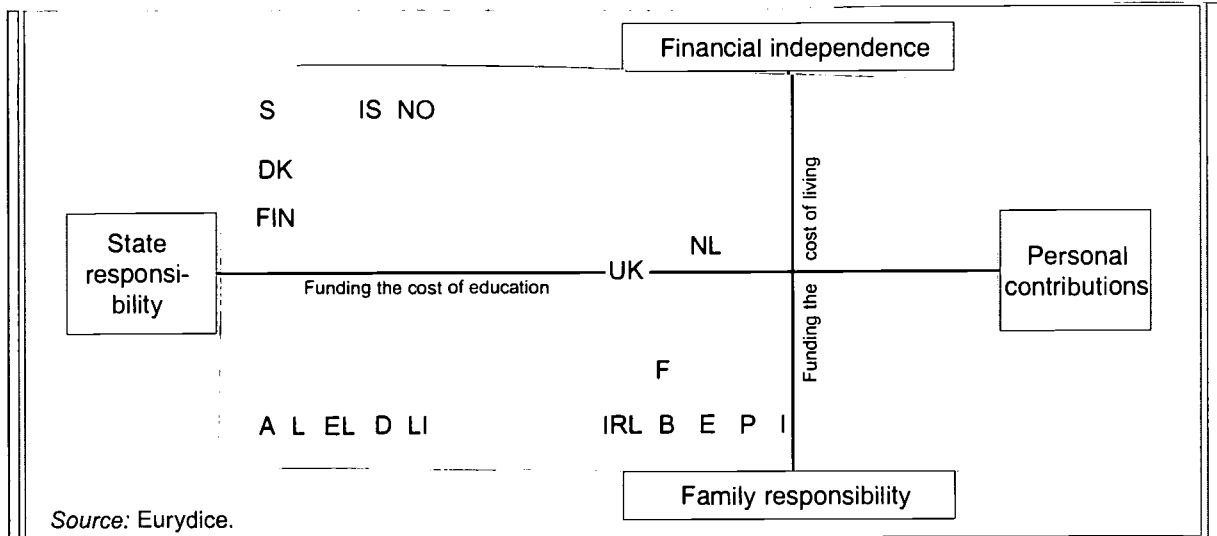 Financial independence
S IS NO
DK
FIN
State
responsi-
bility
NL
UK
Funding the cost of education
Funding the cost of living
Personal
contributions
F
A L EL D LI
IRL B E P I
Family responsibility
Source: Eurydice.